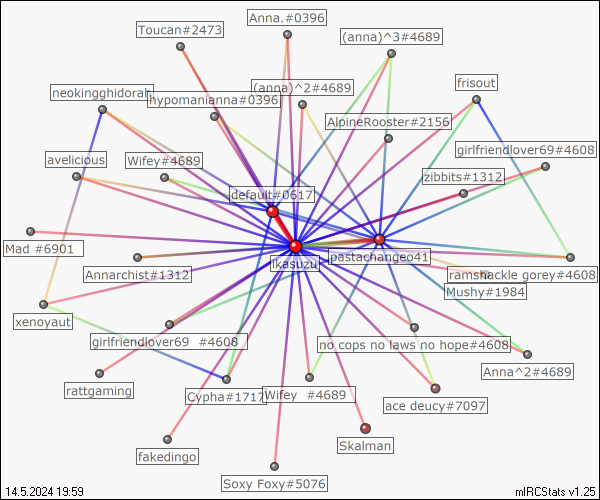 Anna.#0396
Toucan#2473
(anna)^3#4689
neokingghidorah
hypomanianna#0396
(anna)^2#4689
frisout
AlpineRooster#2156
avelicious
Wifey#4689
girlfriendlover69#4608
zibbits#1312
default#0617
Mad #6901
Annarchist#1312
ikasuzu
pastachangeo41
ramshackle gorey#4608
Mushy#1984
xenoyaut
girlfriendlover69 #4608
no cops no laws no hope#4608
Anna^2#4689
rattgaming
Cypha#1717
Wifey #4689
ace deucy#7097
Skalman
fakedingo
Soxy Foxy#5076
14.5.2024 19:59
mIRCStats v1.25